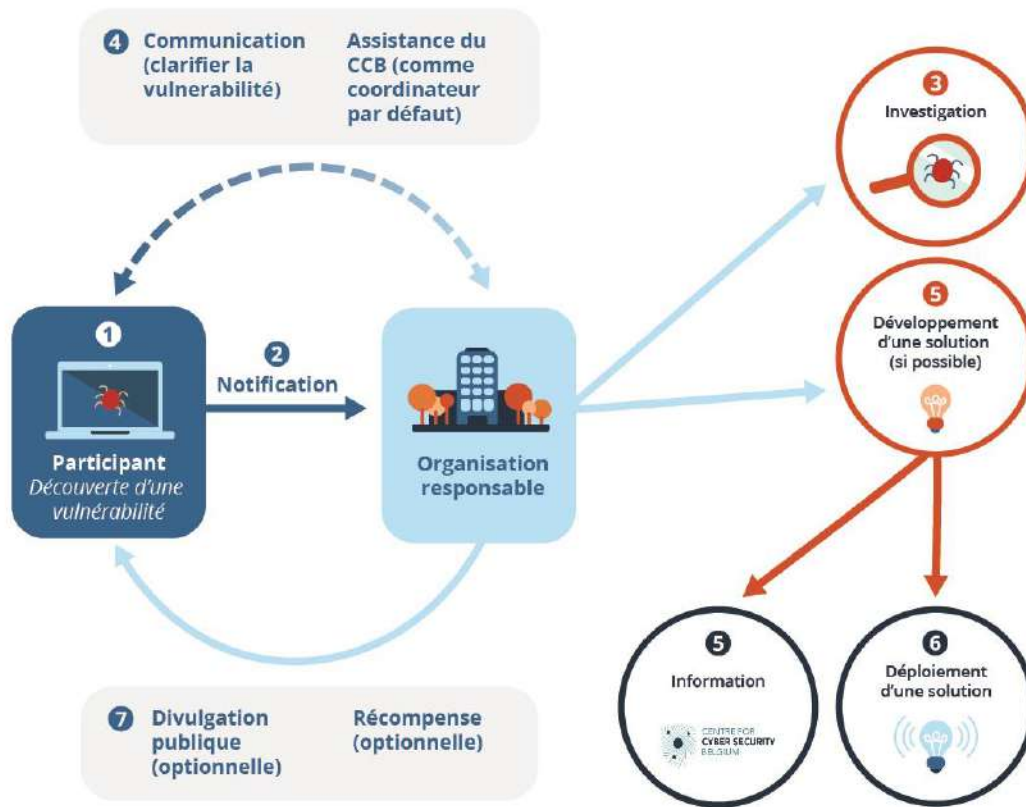 4 Communication
(clarifier la
vulnerabilité)
Assistance du
CCB (comme
coordinateur
par défaut)
3
Investigation
1
Participant
Découverte d'une
vulnérabilité
2
Notification
Organisation
responsable
5
Développement
d'une solution
(si possible)
5
Information
CENTRE FOR
CYBER SECURITY
BELGIUM
6
Déploiement
d'une solution
7 Divulgation
publique
(optionnelle)
Récompense
(optionnelle)